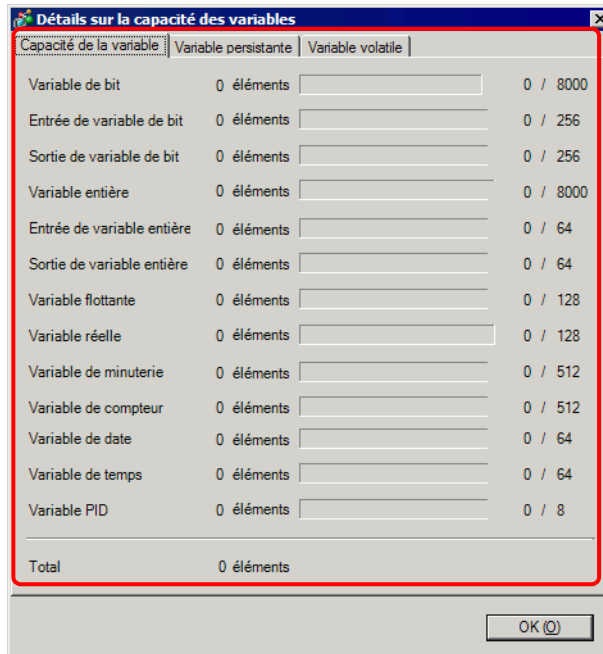 Détails sur la capacité des variables
Capacité de la variable Variable persistante Variable volatile
Variable de bit 0 éléments 0 / 8000
Entrée de variable de bit 0 éléments 0 / 256
Sortie de variable de bit 0 éléments 0 / 256
Variable entière 0 éléments 0 / 8000
Entrée de variable entière 0 éléments 0 / 64
Sortie de variable entière 0 éléments 0 / 64
Variable flottante 0 éléments 0 / 128
Variable réelle 0 éléments 0 / 128
Variable de minuterie 0 éléments 0 / 512
Variable de compteur 0 éléments 0 / 512
Variable de date 0 éléments 0 / 64
Variable de temps 0 éléments 0 / 64
Variable PID 0 éléments 0 / 8
Total 0 éléments
OK (O)